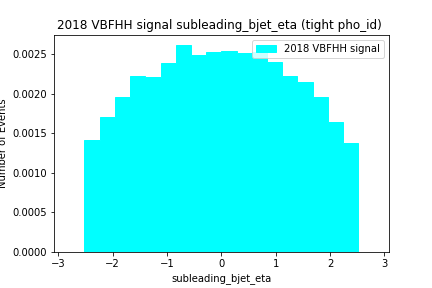 2018 VBFHH signal subleading_bjet_eta (tight pho_id)
2018 VBFHH signal
0.0025
0.0020
0.0015
0.0010
0.0005
0.0000
Number of Events
−3 −2 −1 0 1 2 3
subleading_bjet_eta